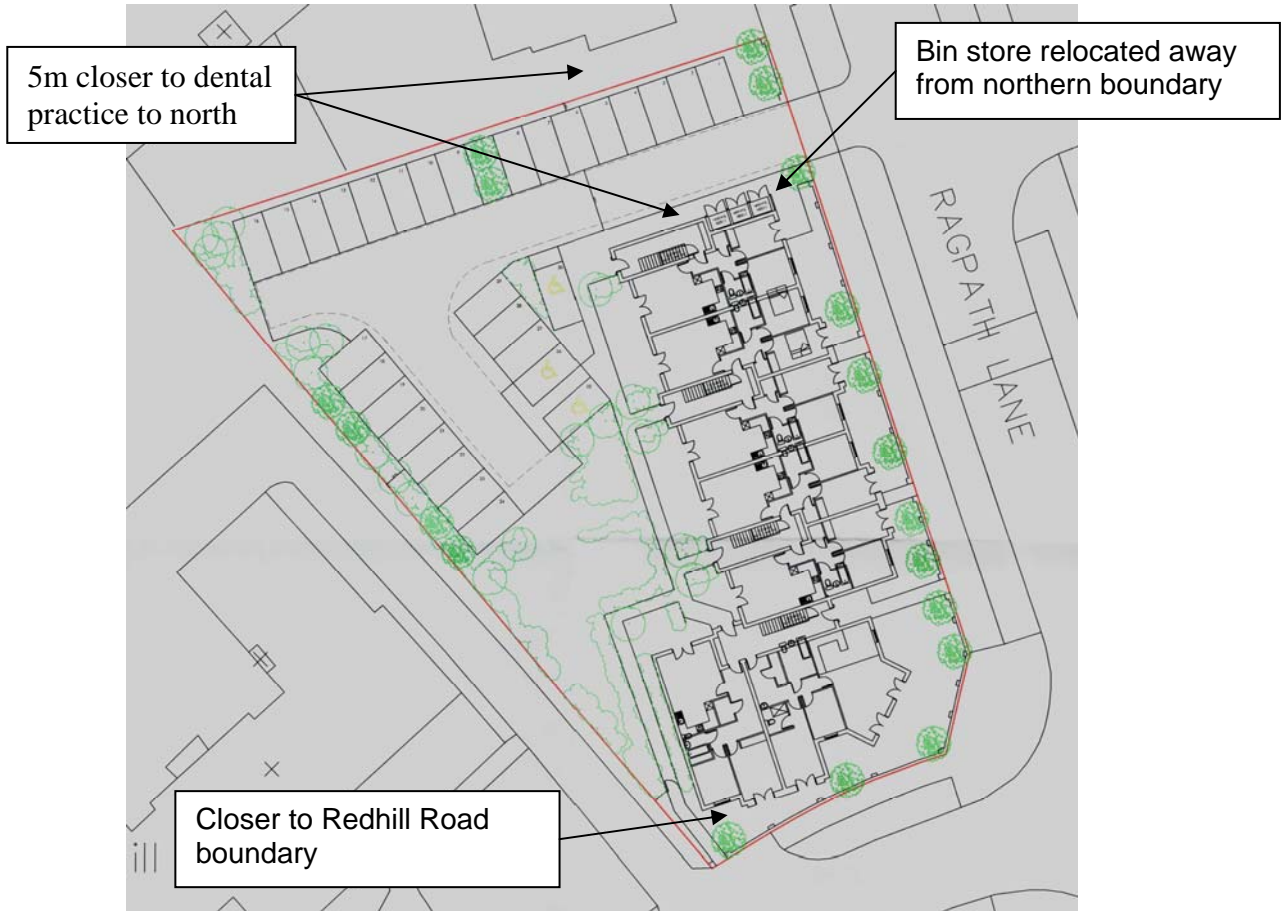 5m closer to dental
practice to north
Bin store relocated away
from northern boundary
RAGPATH LANE
Closer to Redhill Road
boundary
ill